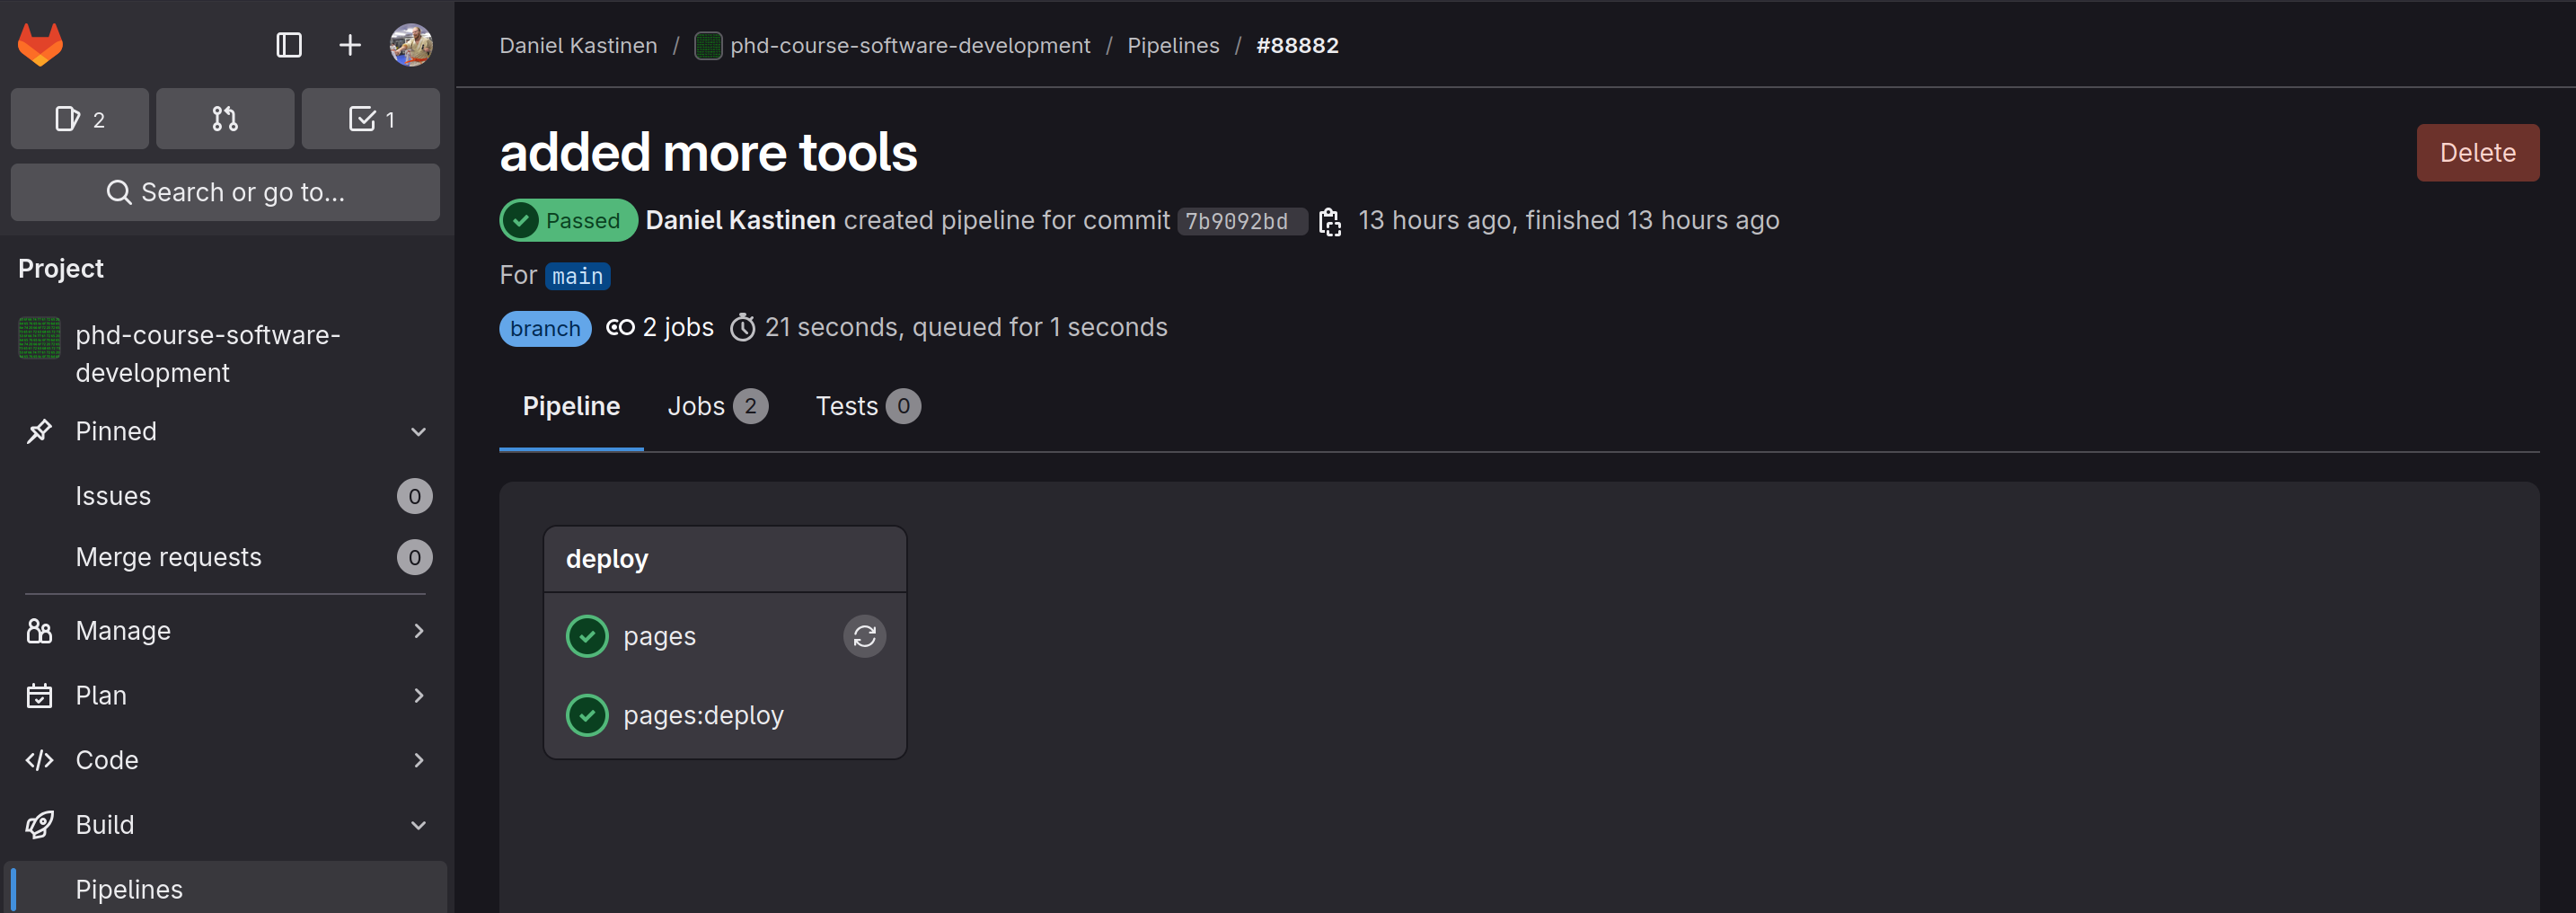 Daniel Kastinen / phd-course-software-development / Pipelines / #88882
2
1
Search or go to...
Project
phd-course-software-
development
Pinned
Issues 0
Merge requests 0
Manage
Plan
Code
Build
Pipelines
added more tools
Delete
Passed Daniel Kastinen created pipeline for commit 7b9092bd 13 hours ago, finished 13 hours ago
For main
branch 2 jobs 21 seconds, queued for 1 seconds
Pipeline Jobs 2 Tests 0
deploy
pages
pages:deploy